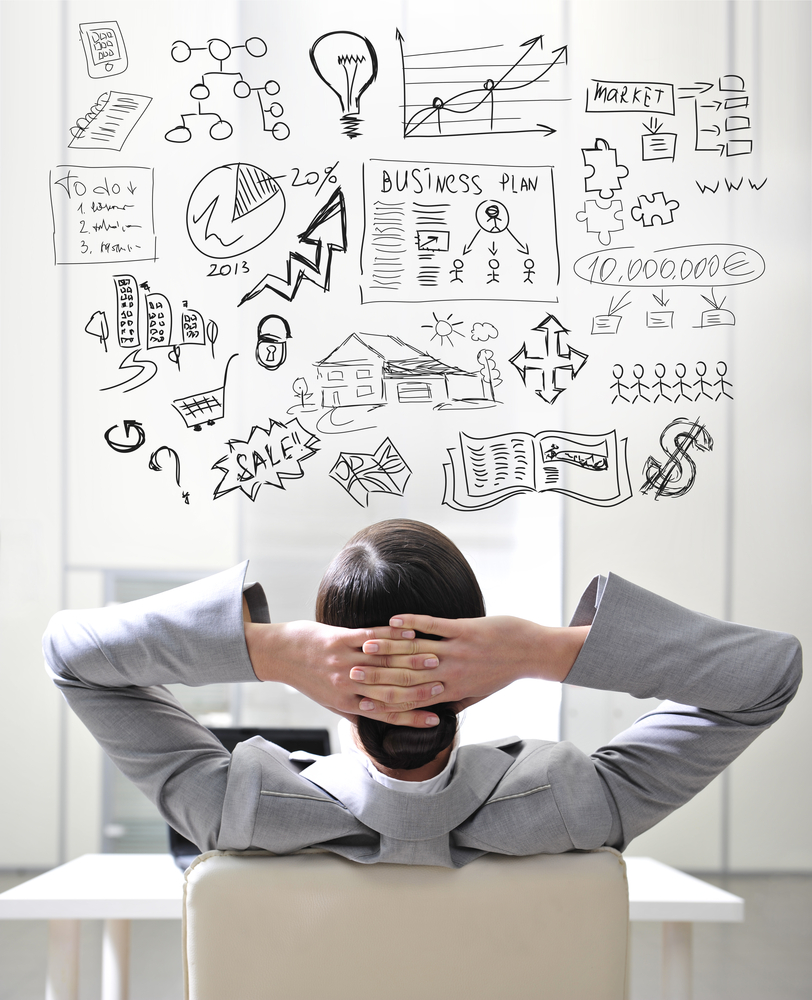 MARKET
To do
1.
2.
3.
20%
BUSINESS PLAN
WWW
2013
10.000.000€
SALE!!
?
$